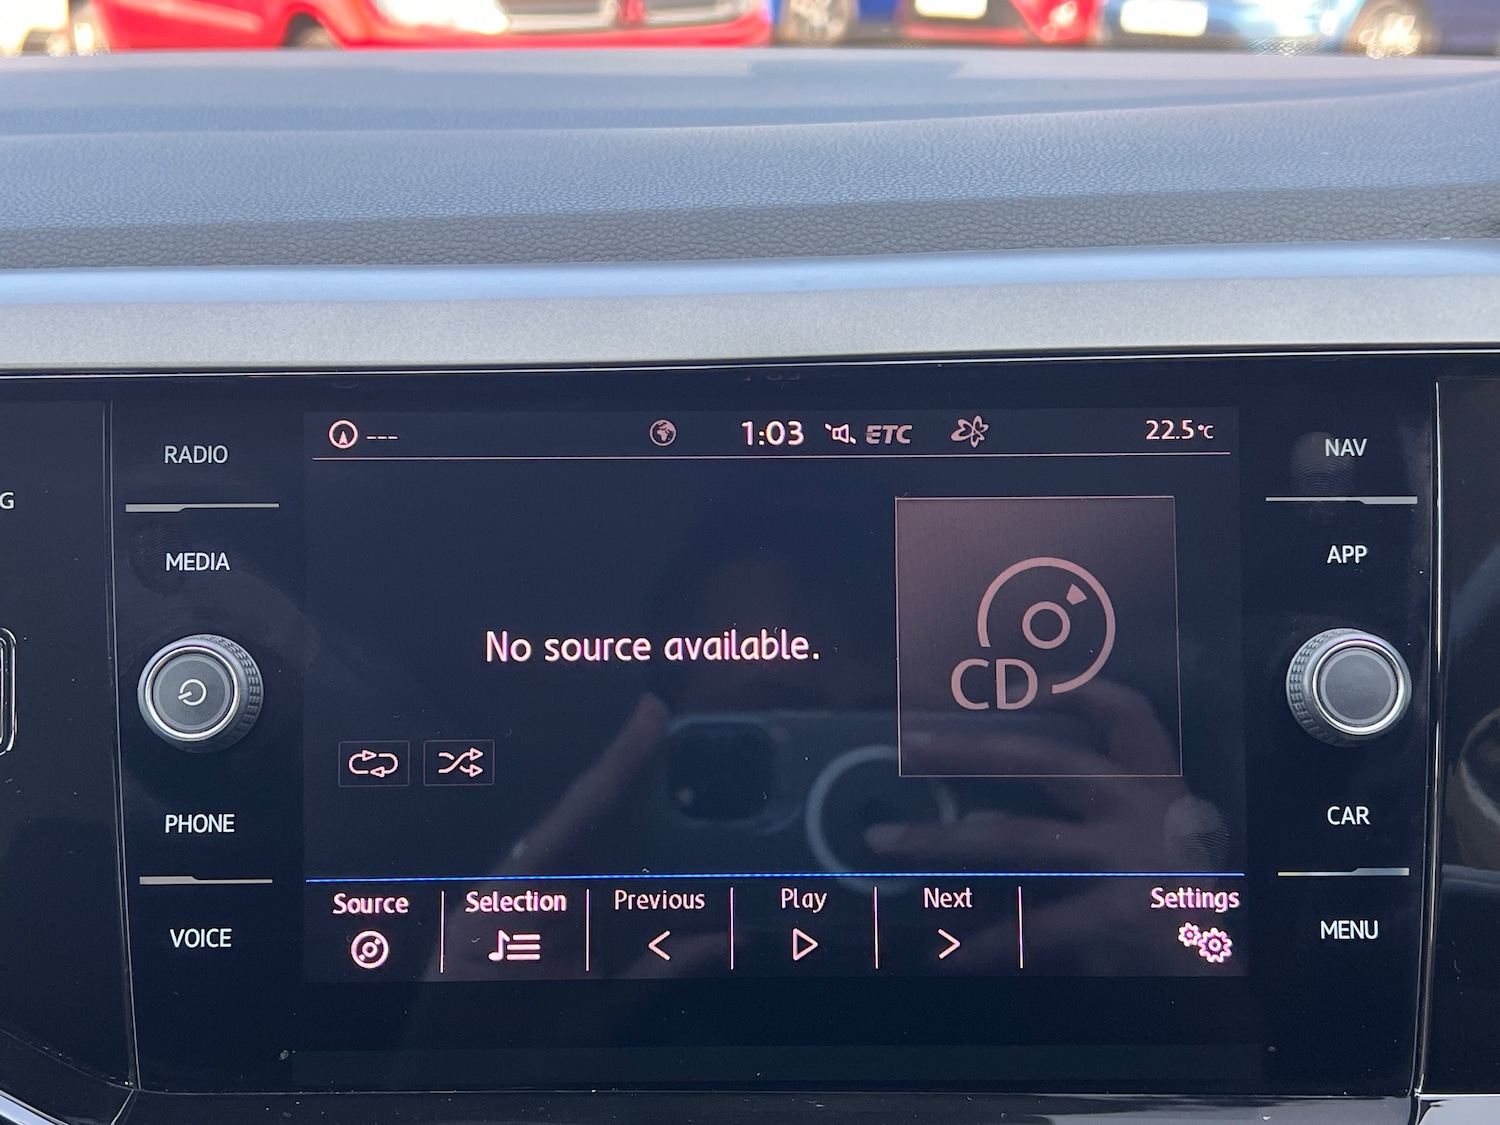 --- 1:03 ETC 22.5°C
RADIO
NAV
G
MEDIA
APP
No source available.
CD
PHONE
CAR
Source Selection Previous Play Next Settings
VOICE
MENU